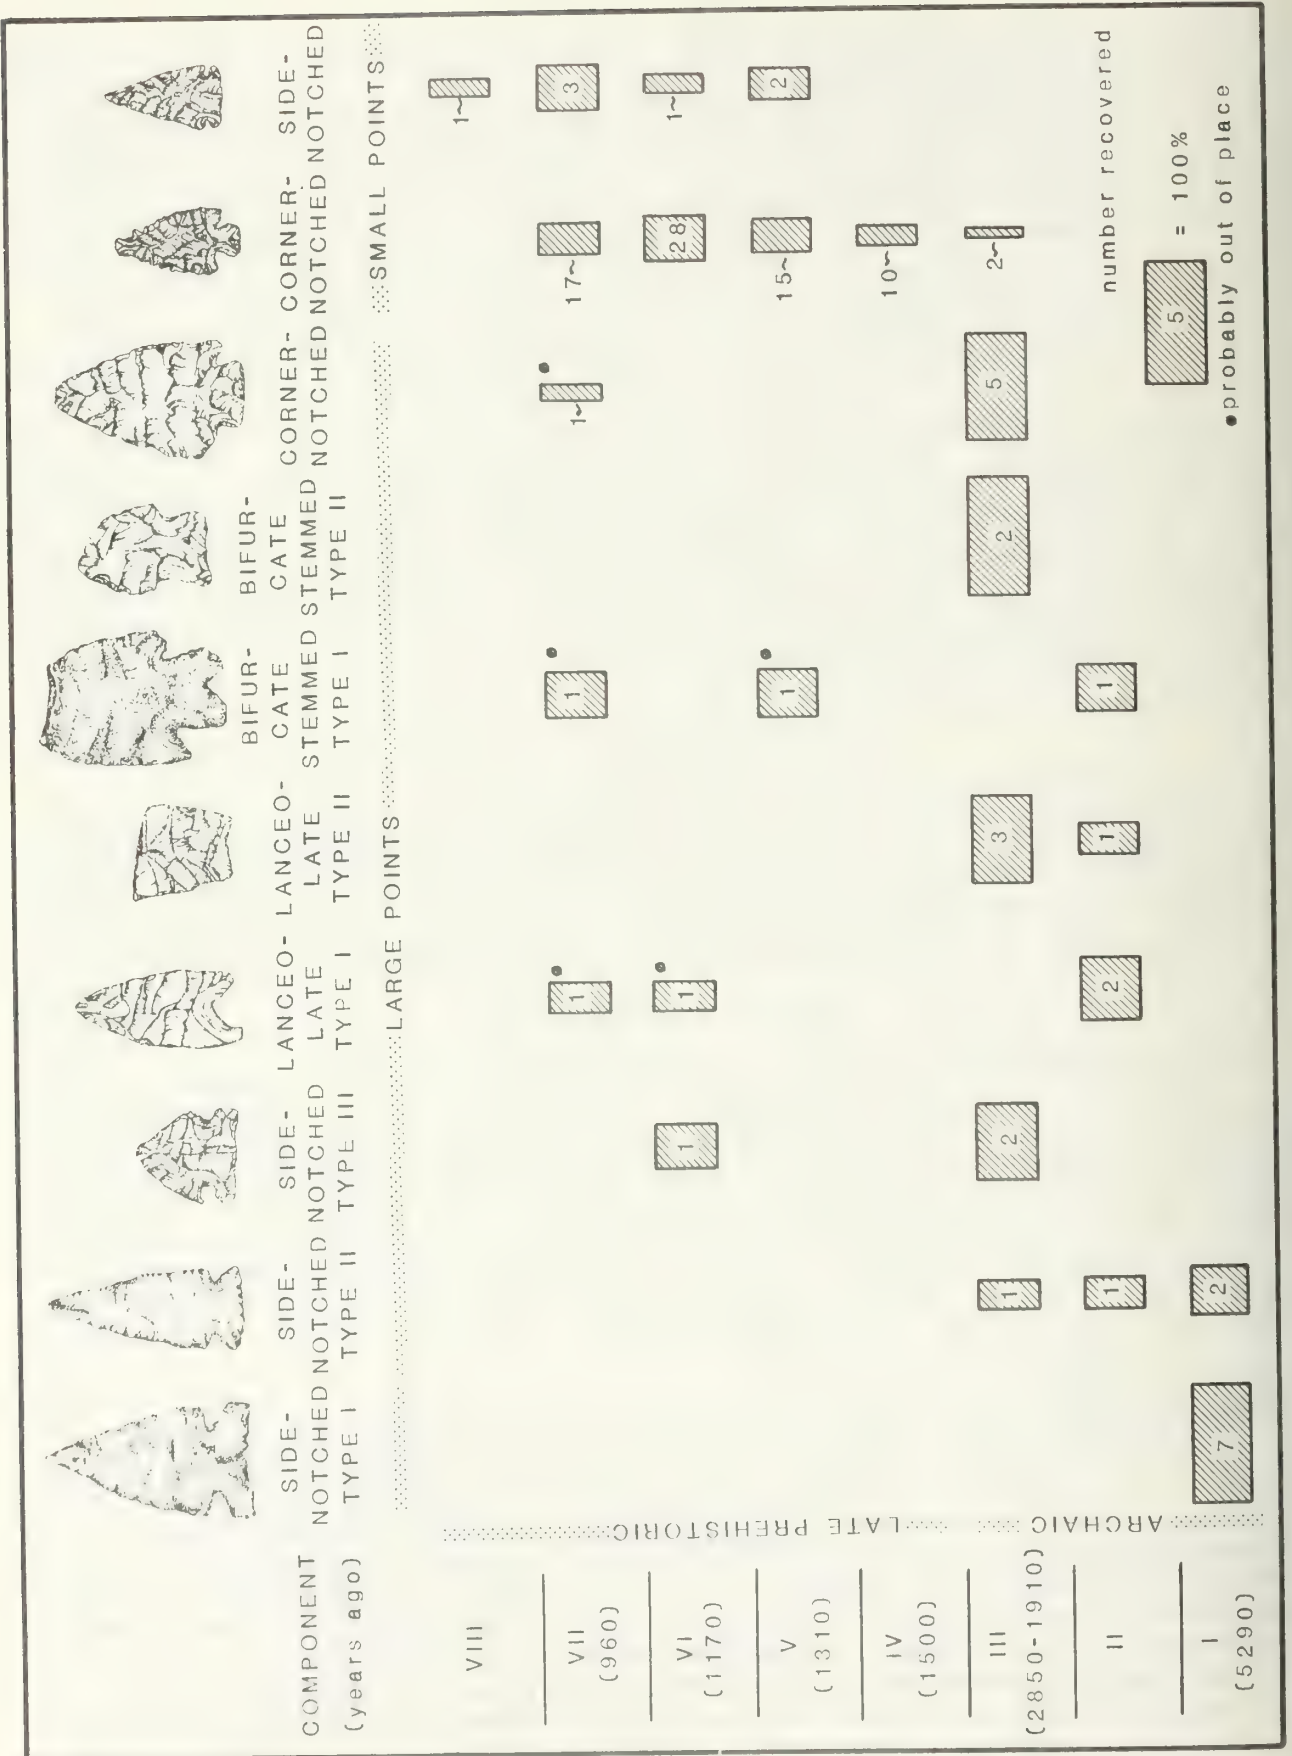 SIDE-
NOTCHED
TYPE I
SIDE-
NOTCHED
TYPE II
SIDE-
NOTCHED
TYPE III
LANCEO-
LATE
TYPE I
LANCEO-
LATE
TYPE II
BIFUR-
CATE
STEMMED
TYPE I
BIFUR-
CATE
STEMMED
TYPE II
CORNER-
NOTCHED
CORNER-
NOTCHED
SIDE-
NOTCHED
COMPONENT
(years ago)
LARGE POINTS
SMALL POINTS
LATE PREHISTORIC
ARCHAIC
VIII
1~
VII
(960)
1
1
1~
17~
3
VI
(1170)
1
1
28
1~
V
(1310)
1
15~
2
IV
(1500)
10~
III
(2850-1910)
1
2
3
2
5
2~
II
1
2
1
1
I
(5290)
7
2
number recovered
5 = 100%
•probably out of place